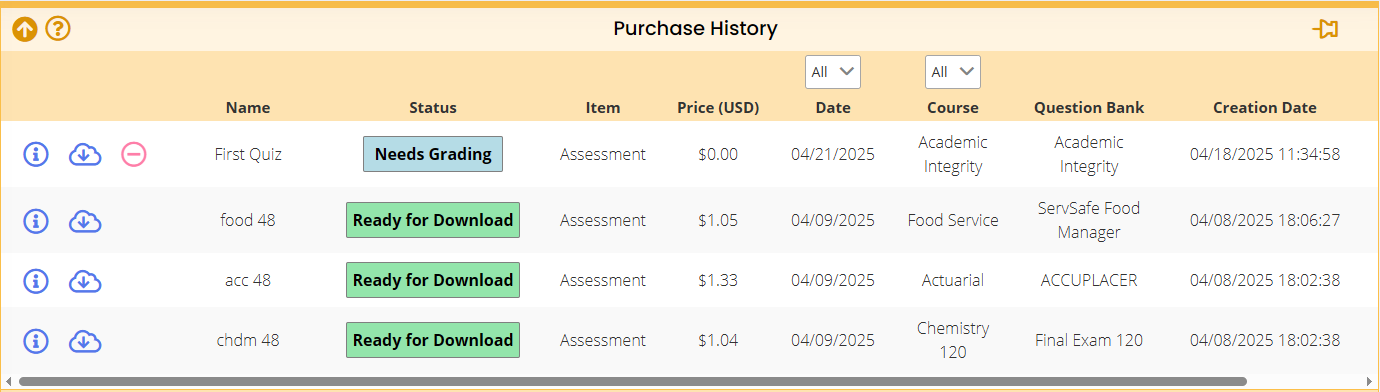 Purchase History
All All
Name Status Item Price (USD) Date Course Question Bank Creation Date
First Quiz Needs Grading Assessment $0.00 04/21/2025 Academic Integrity Academic Integrity 04/18/2025 11:34:58
food 48 Ready for Download Assessment $1.05 04/09/2025 Food Service ServSafe Food Manager 04/08/2025 18:06:27
acc 48 Ready for Download Assessment $1.33 04/09/2025 Actuarial ACCUPLACER 04/08/2025 18:02:38
chdm 48 Ready for Download Assessment $1.04 04/09/2025 Chemistry 120 Final Exam 120 04/08/2025 18:02:38